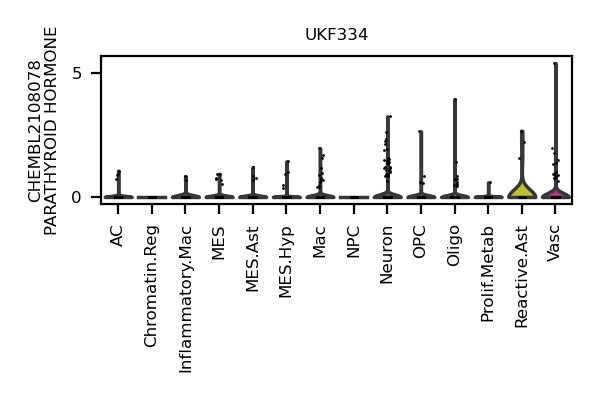 UKF334
CHEMBL2108078
PARATHYROID HORMONE
5
0
AC
Chromatin.Reg
Inflammatory.Mac
MES
MES.Ast
MES.Hyp
Mac
NPC
Neuron
OPC
Oligo
Prolif.Metab
Reactive.Ast
Vasc